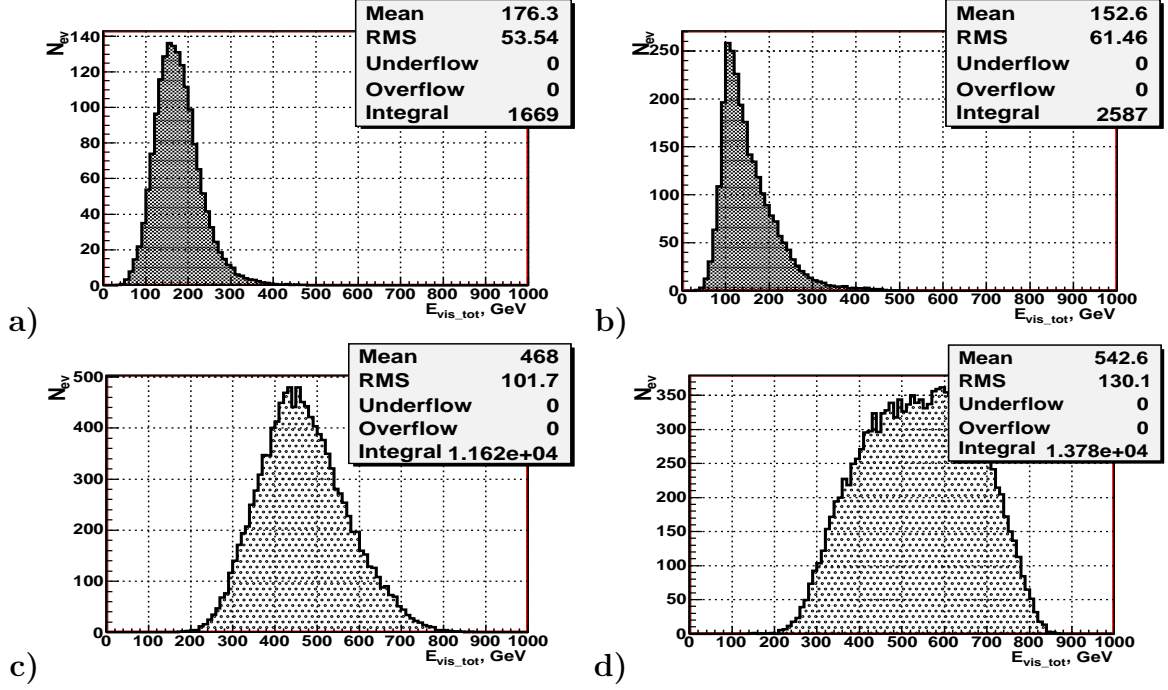 Mean 176.3
RMS 53.54
Underflow 0
Overflow 0
Integral 1669
N_ev
140
120
100
80
60
40
20
0
0 100 200 300 400 500 600 700 800 900 1000
E_vis_tot, GeV
a)
Mean 152.6
RMS 61.46
Underflow 0
Overflow 0
Integral 2587
N_ev
250
200
150
100
50
0
0 100 200 300 400 500 600 700 800 900 1000
E_vis_tot, GeV
b)
Mean 468
RMS 101.7
Underflow 0
Overflow 0
Integral 1.162e+04
N_ev
500
400
300
200
100
0
0 100 200 300 400 500 600 700 800 900 1000
E_vis_tot, GeV
c)
Mean 542.6
RMS 130.1
Underflow 0
Overflow 0
Integral 1.378e+04
N_ev
350
300
250
200
150
100
50
0
0 100 200 300 400 500 600 700 800 900 1000
E_vis_tot, GeV
d)